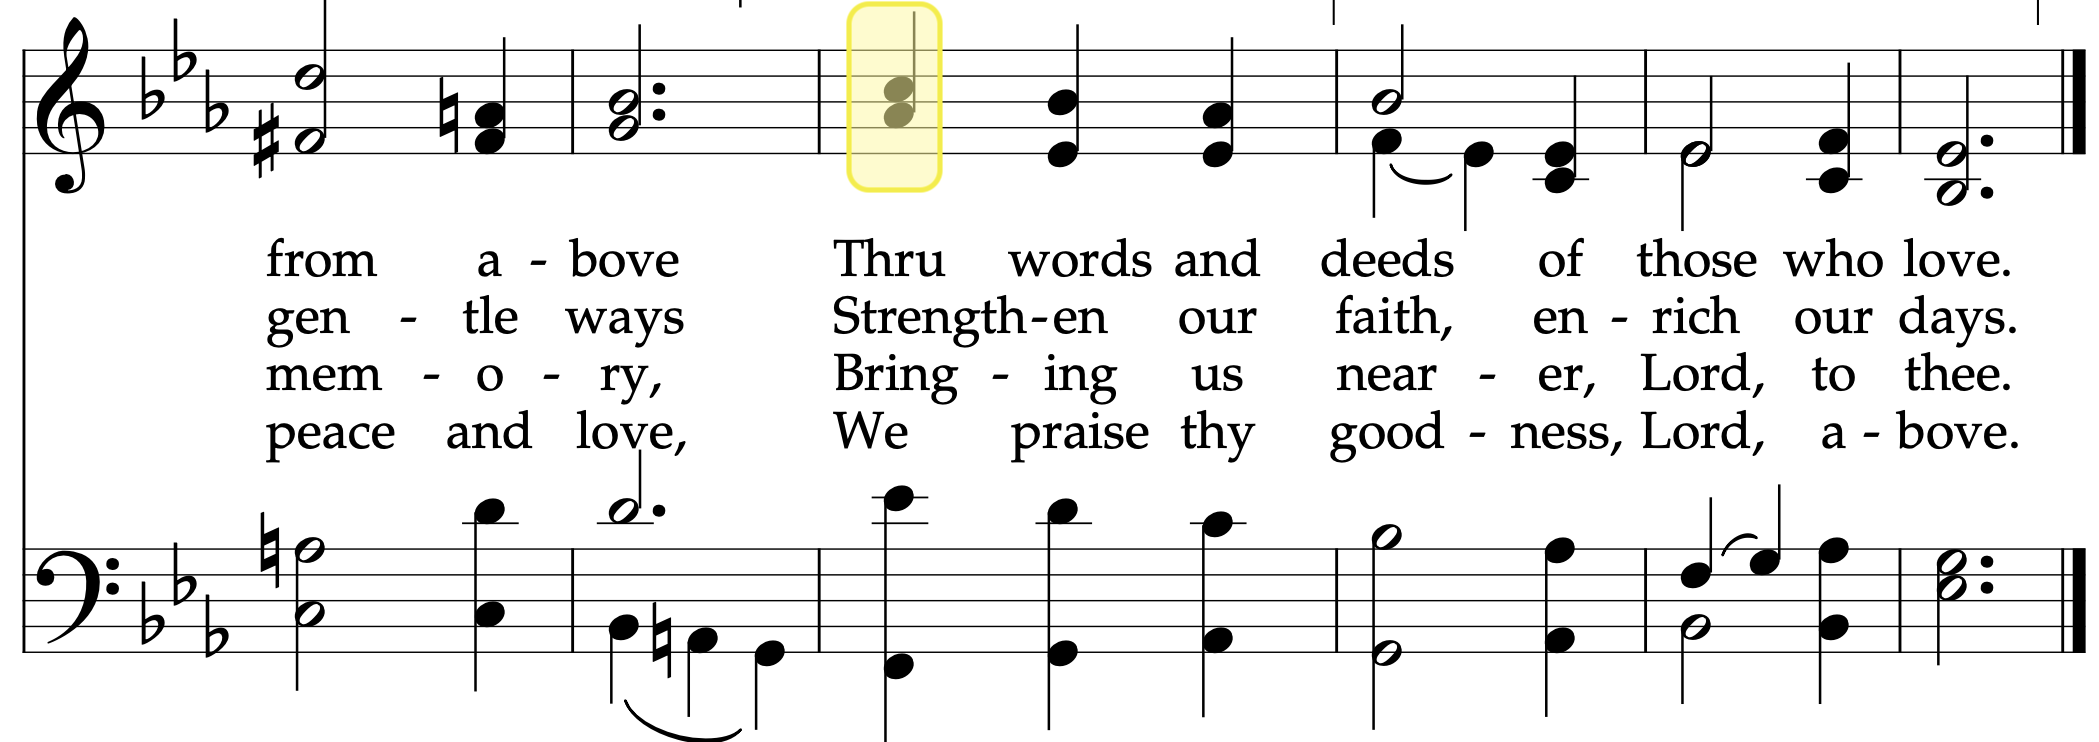 from a - bove Thru words and deeds of those who love.
gen - tle ways Strength-en our faith, en - rich our days.
mem - o - ry, Bring - ing us near - er, Lord, to thee.
peace and love, We praise thy good - ness, Lord, a - bove.